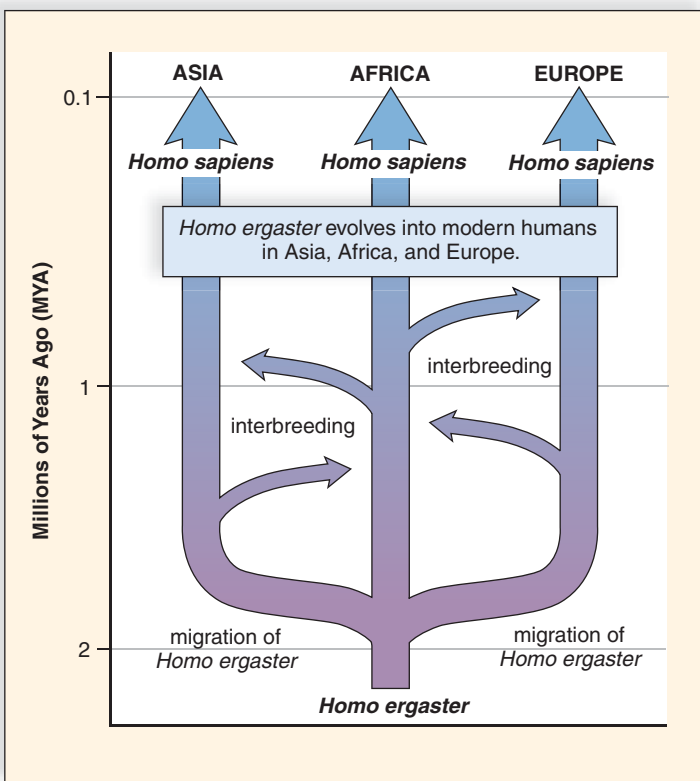 ASIA
AFRICA
EUROPE
0.1
Homo sapiens
Homo sapiens
Homo sapiens
Homo ergaster evolves into modern humans
in Asia, Africa, and Europe.
Millions of Years Ago (MYA)
interbreeding
1
interbreeding
migration of
Homo ergaster
migration of
Homo ergaster
2
Homo ergaster